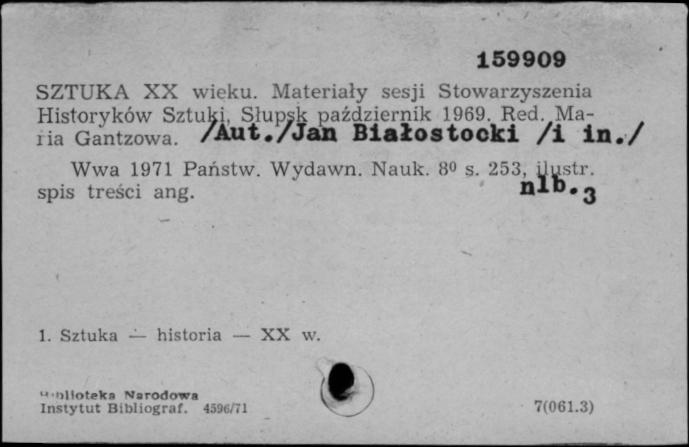 159909
SZTUKA XX wieku. Materiały sesji Stowarzyszenia
Historyków Sztuki, Słupsk październik 1969. Red. Ma-
ria Gantzowa. /Aut./Jan Białostocki /i in./
Wwa 1971 Państw. Wydawn. Nauk. 8⁰ s. 253, ilustr.
spis treści ang. nlb.3
1. Sztuka — historia — XX w.
Biblioteka Narodowa
Instytut Bibliograf. 4596/71 7(061.3)